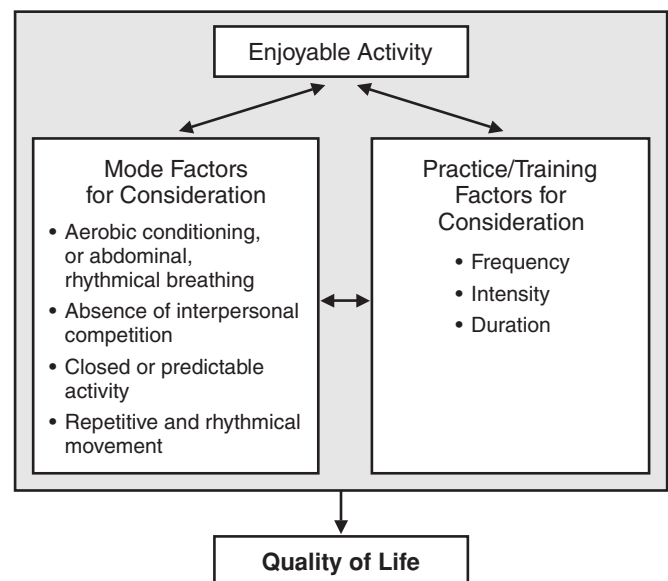 Enjoyable Activity
Mode Factors
for Consideration
• Aerobic conditioning,
or abdominal,
rhythmical breathing
• Absence of interpersonal
competition
• Closed or predictable
activity
• Repetitive and rhythmical
movement
Practice/Training
Factors for
Consideration
• Frequency
• Intensity
• Duration
Quality of Life